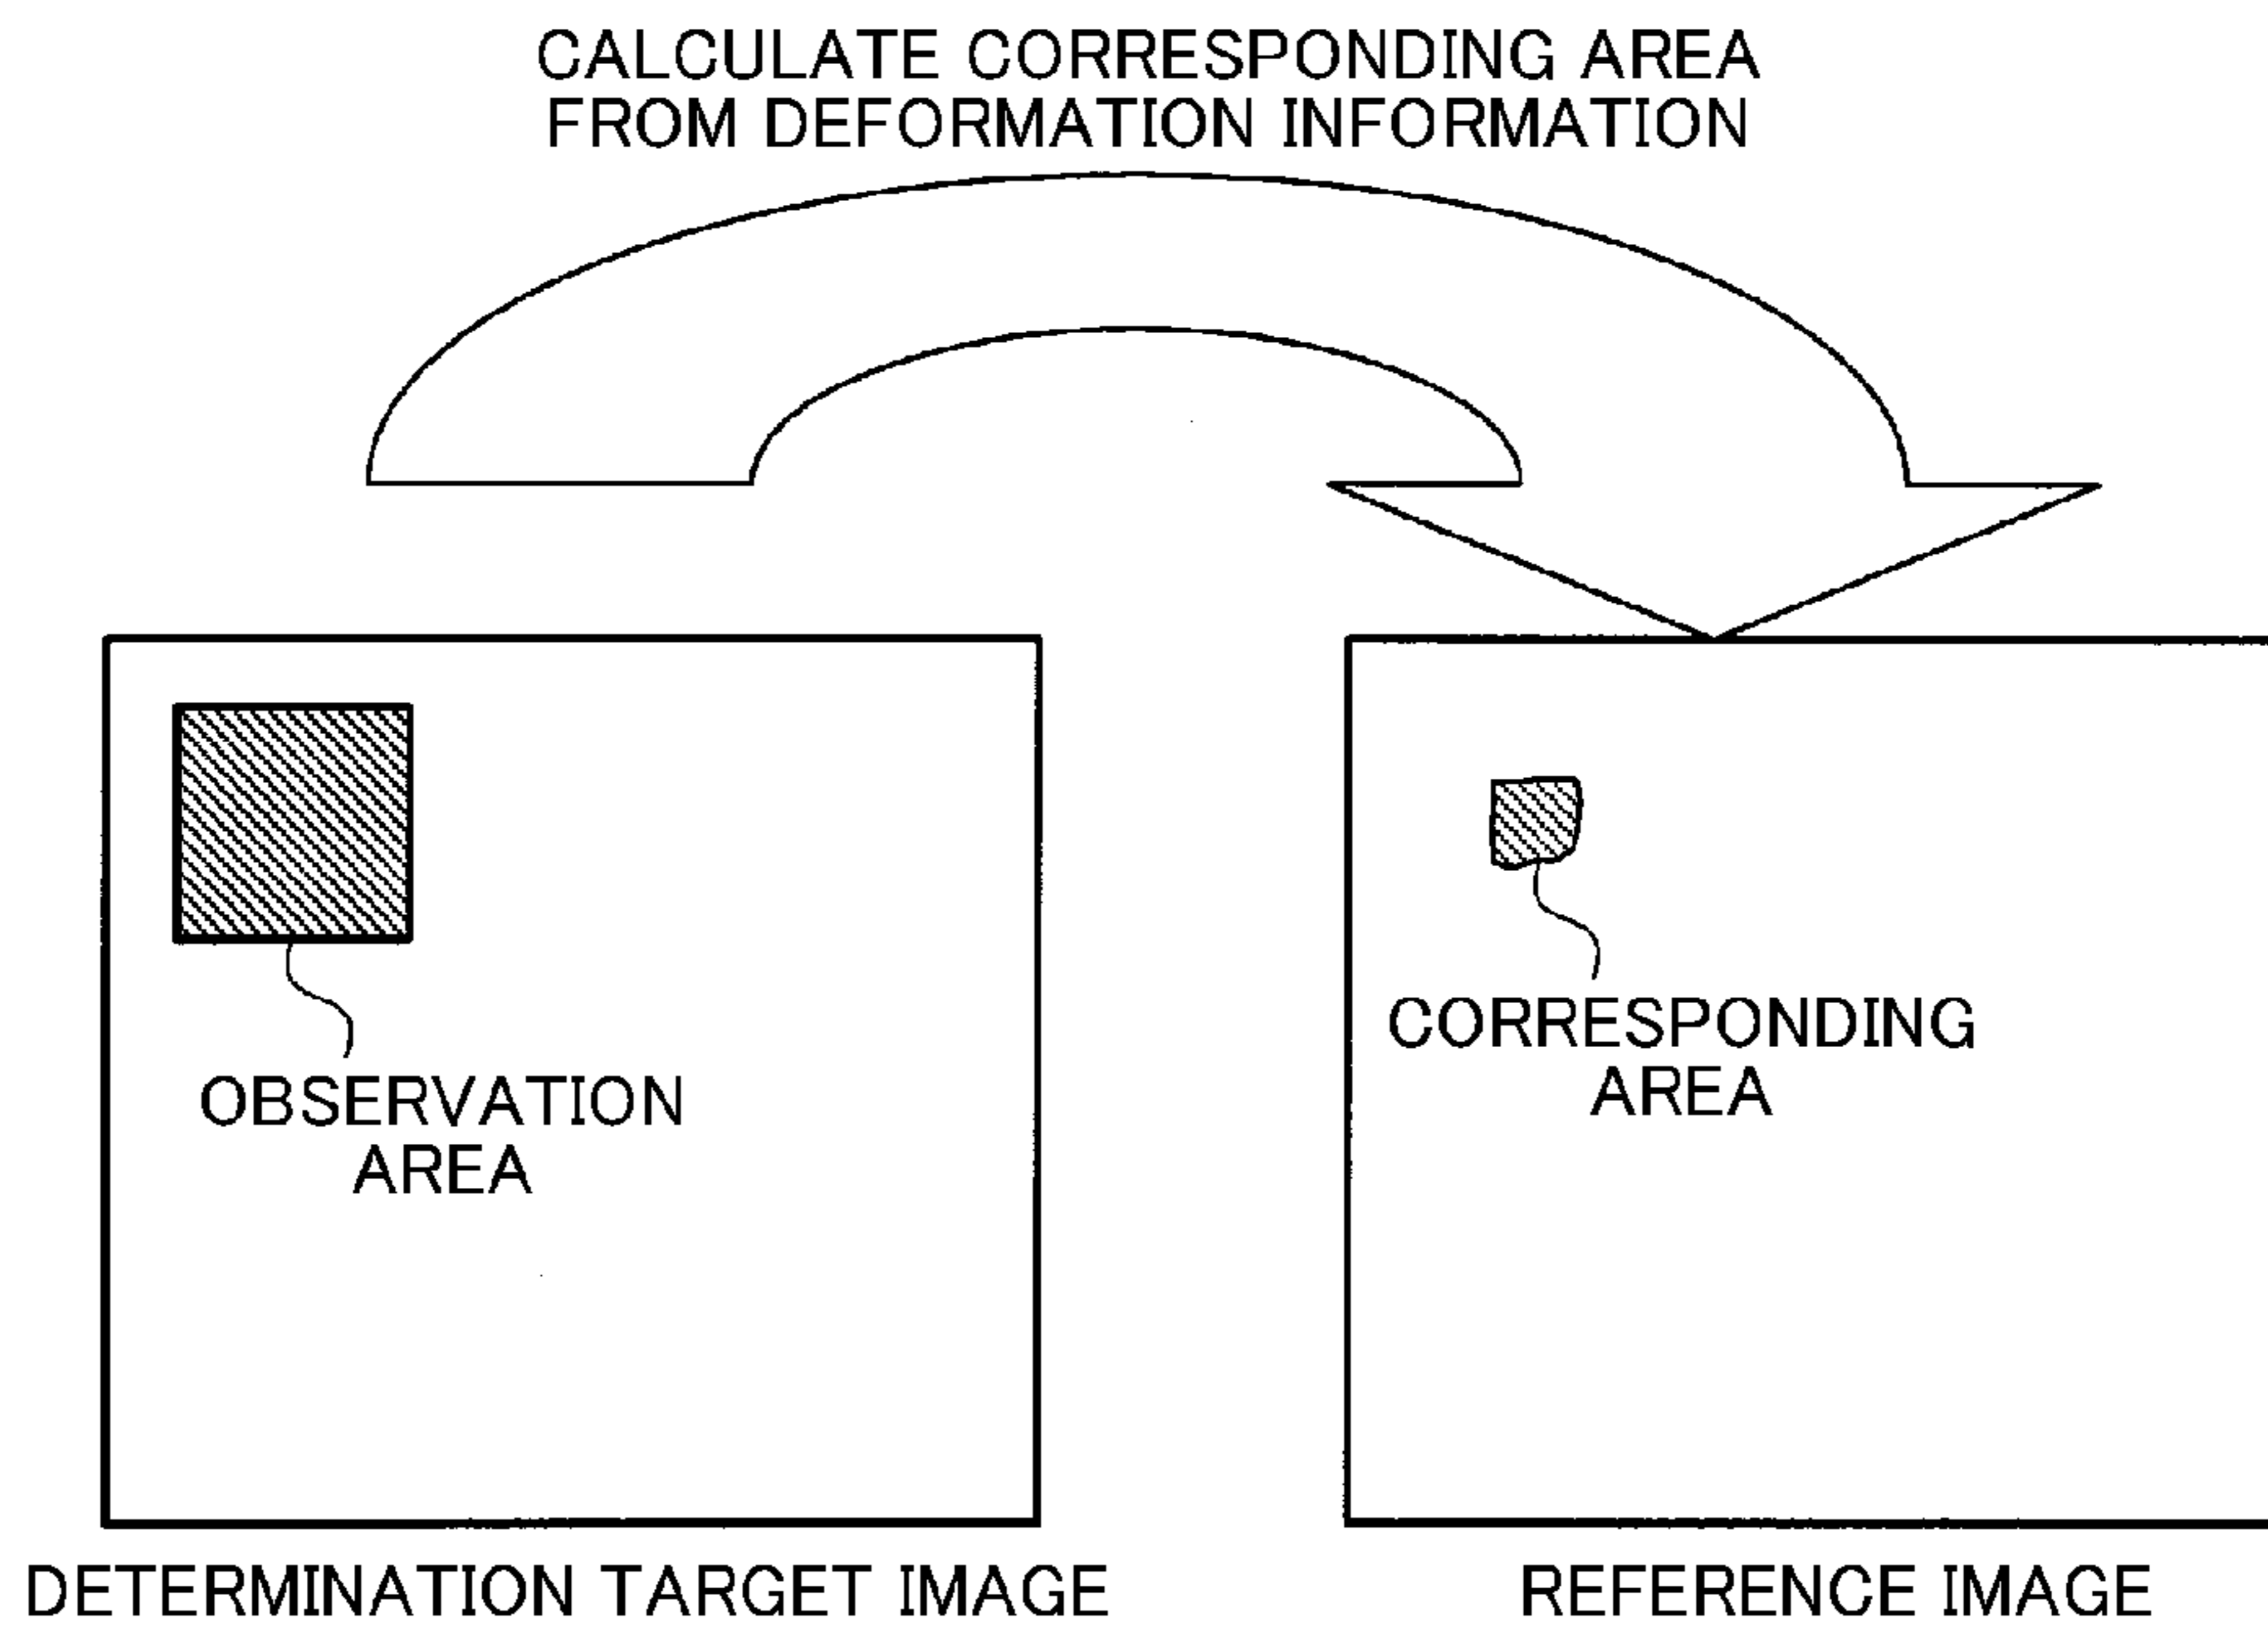 CALCULATE CORRESPONDING AREA
FROM DEFORMATION INFORMATION
OBSERVATION
AREA
CORRESPONDING
AREA
DETERMINATION TARGET IMAGE
REFERENCE IMAGE